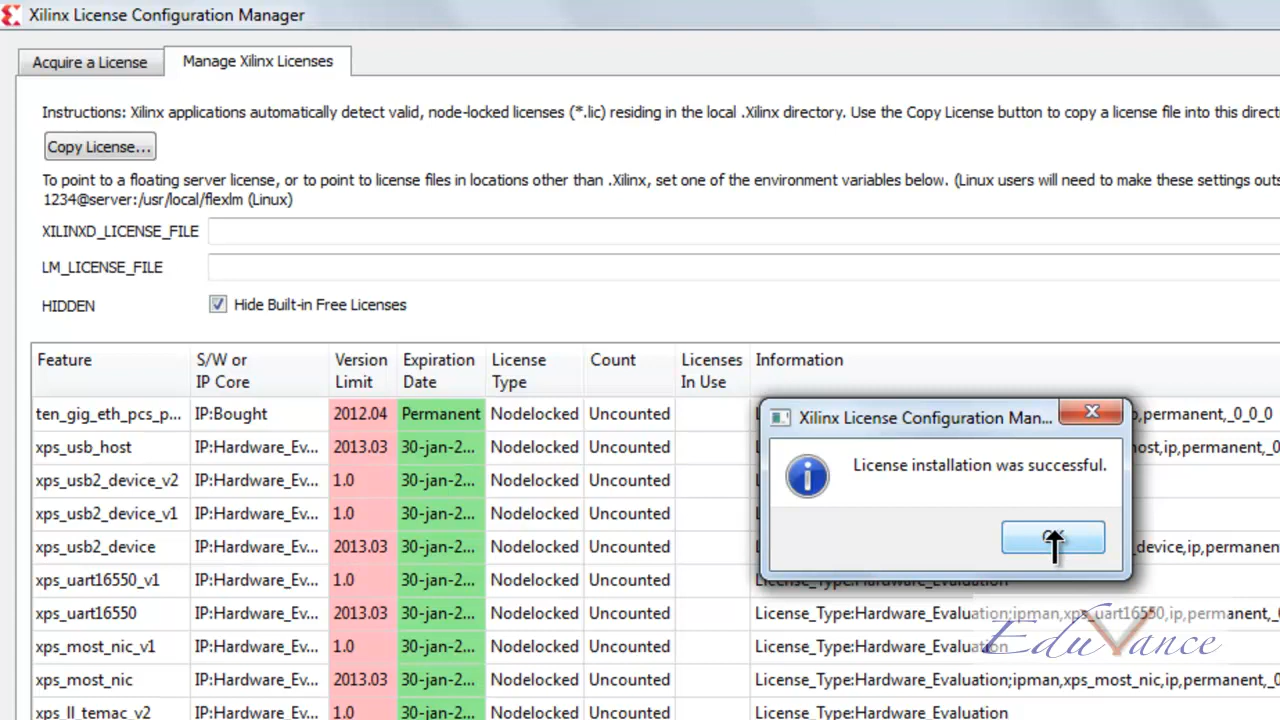 Xilinx License Configuration Manager
Acquire a License
Manage Xilinx Licenses
Instructions: Xilinx applications automatically detect valid, node-locked licenses (*.lic) residing in the local .Xilinx directory. Use the Copy License button to copy a license file into this direct
Copy License...
To point to a floating server license, or to point to license files in locations other than .Xilinx, set one of the environment variables below. (Linux users will need to make these settings outs
1234@server:/usr/local/flexlm (Linux)
XILINXD_LICENSE_FILE
LM_LICENSE_FILE
HIDDEN Hide Built-in Free Licenses
Feature S/W or IP Core Version Limit Expiration Date License Type Count Licenses In Use Information
ten_gig_eth_pcs_p... IP:Bought 2012.04 Permanent Nodelocked Uncounted ,permanent,_0_0_0
xps_usb_host IP:Hardware_Ev... 2013.03 30-jan-2... Nodelocked Uncounted ost,ip,permanent,_0
xps_usb2_device_v2 IP:Hardware_Ev... 1.0 30-jan-2... Nodelocked Uncounted
xps_usb2_device_v1 IP:Hardware_Ev... 1.0 30-jan-2... Nodelocked Uncounted
xps_usb2_device IP:Hardware_Ev... 2013.03 30-jan-2... Nodelocked Uncounted _device,ip,permanen
xps_uart16550_v1 IP:Hardware_Ev... 1.0 30-jan-2... Nodelocked Uncounted License_Type:Hardware_Evaluation
xps_uart16550 IP:Hardware_Ev... 2013.03 30-jan-2... Nodelocked Uncounted License_Type:Hardware_Evaluation;ipman,xps_uart16550,ip,permanent,_0
xps_most_nic_v1 IP:Hardware_Ev... 1.0 30-jan-2... Nodelocked Uncounted License_Type:Hardware_Evaluation
xps_most_nic IP:Hardware_Ev... 2013.03 30-jan-2... Nodelocked Uncounted License_Type:Hardware_Evaluation;ipman,xps_most_nic,ip,permanent,_0
xps_ll_temac_v2 IP:Hardware_Ev... 1.0 30-jan-2... Nodelocked Uncounted License_Type:Hardware_Evaluation
Xilinx License Configuration Man...
License installation was successful.
EduVance